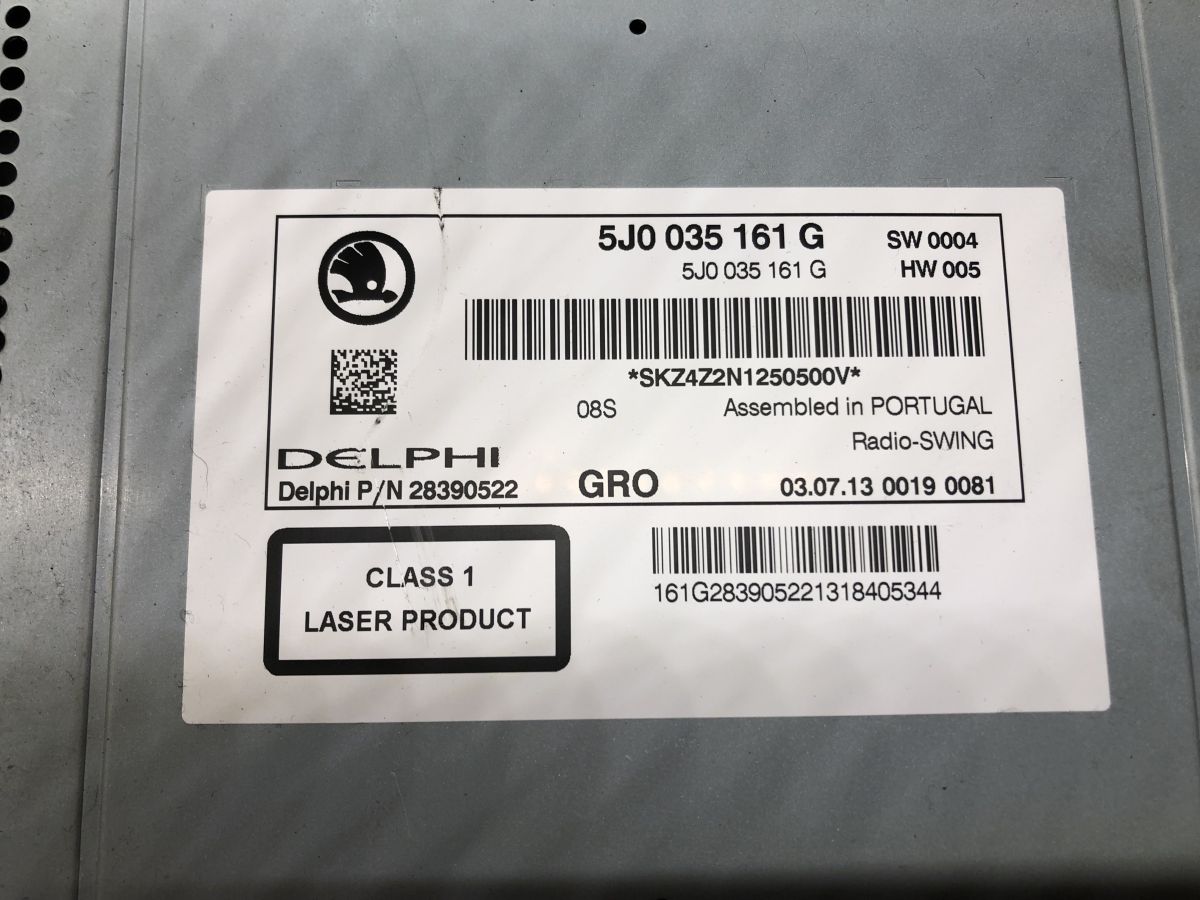 5J0 035 161 G SW 0004
5J0 035 161 G HW 005
*SKZ4Z2N1250500V*
08S Assembled in PORTUGAL
Radio-SWING
DELPHI
Delphi P/N 28390522 GRO 03.07.13 0019 0081
CLASS 1
LASER PRODUCT
161G283905221318405344